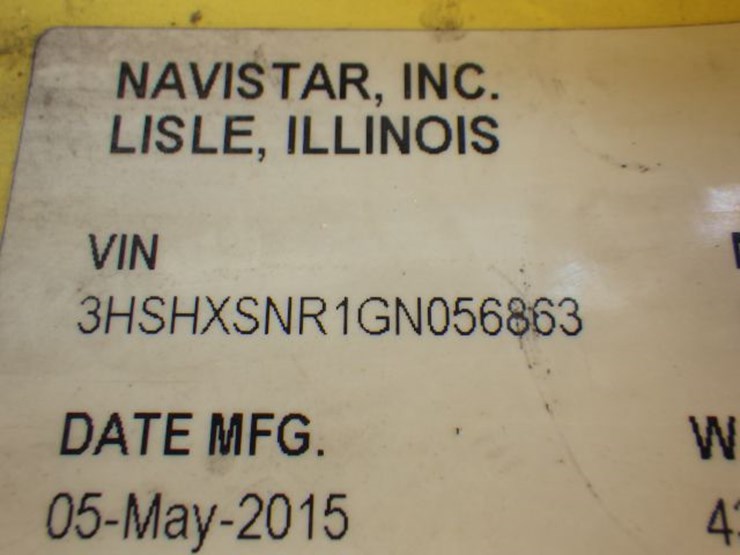 NAVISTAR, INC.
LISLE, ILLINOIS
VIN
3HSHXSNR1GN056863
DATE MFG.
05-May-2015